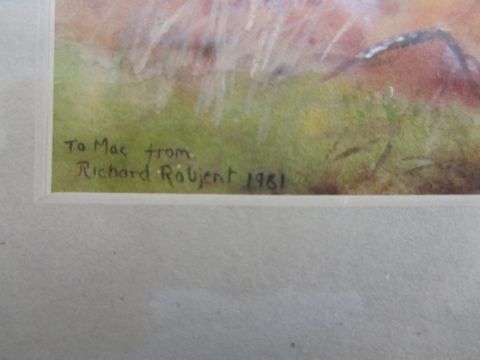 To Mac from
Richard Robjent 1981